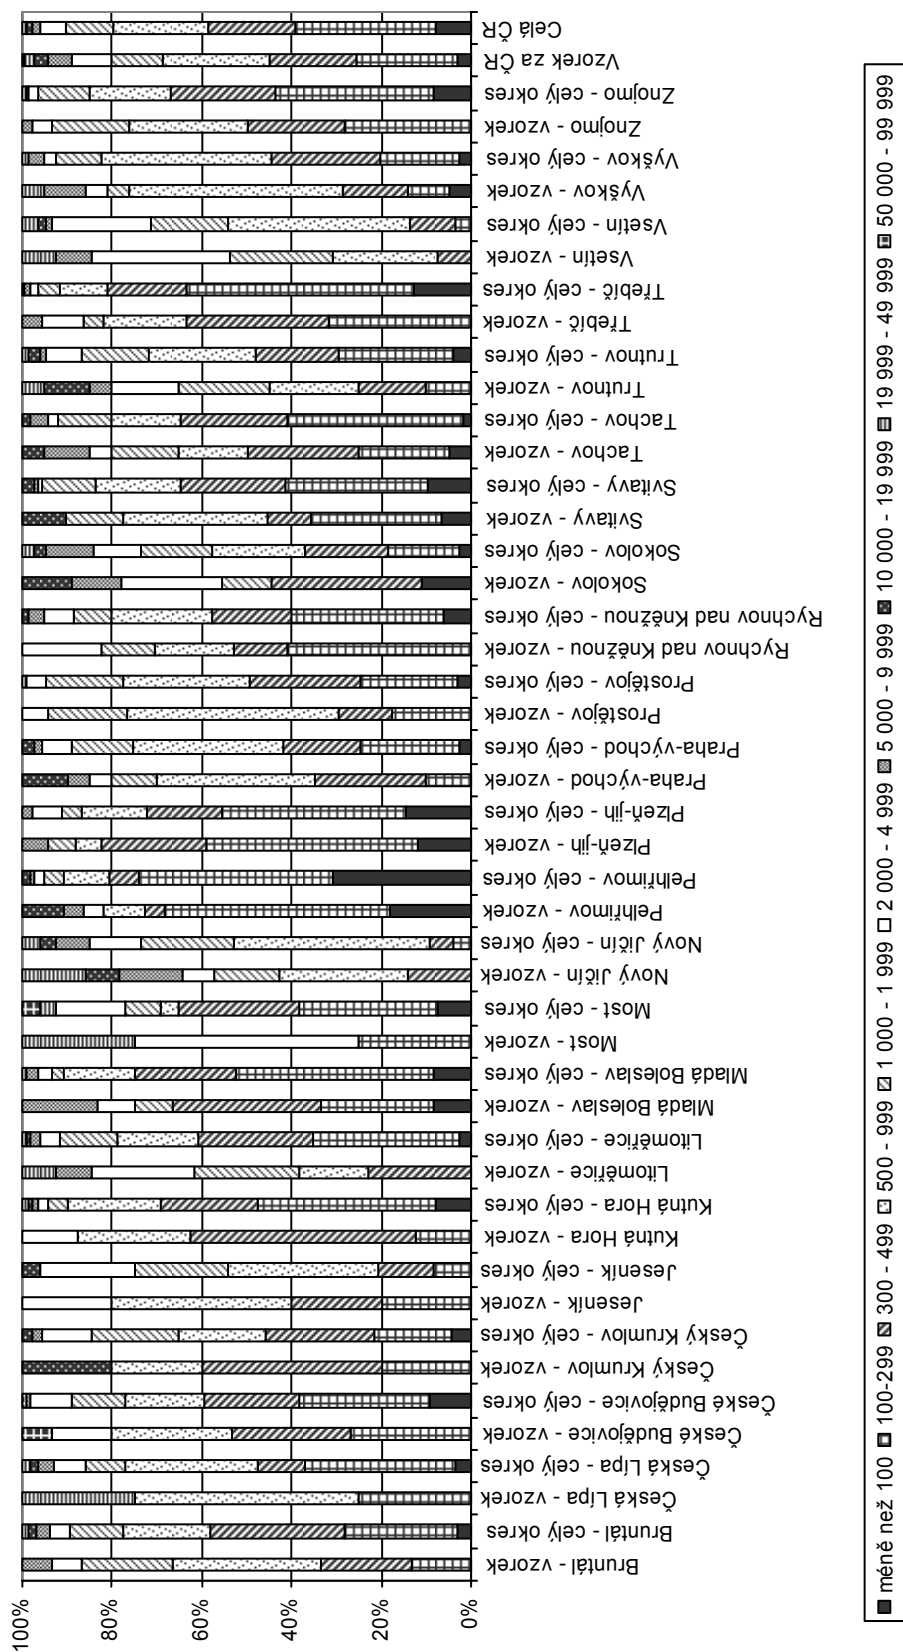 100%
80%
60%
40%
20%
0%
Bruntál - vzorek
Bruntál - celý okres
Česká Lípa - vzorek
Česká Lípa - celý okres
České Budějovice - vzorek
České Budějovice - celý okres
Český Krumlov - vzorek
Český Krumlov - celý okres
Jeseník - vzorek
Jeseník - celý okres
Kutná Hora - vzorek
Kutná Hora - celý okres
Litoměřice - vzorek
Litoměřice - celý okres
Mladá Boleslav - vzorek
Mladá Boleslav - celý okres
Most - vzorek
Most - celý okres
Nový Jičín - vzorek
Nový Jičín - celý okres
Pelhřimov - vzorek
Pelhřimov - celý okres
Plzeň-jih - vzorek
Plzeň-jih - celý okres
Praha-východ - vzorek
Praha-východ - celý okres
Prostějov - vzorek
Prostějov - celý okres
Rychnov nad Kněžnou - vzorek
Rychnov nad Kněžnou - celý okres
Sokolov - vzorek
Sokolov - celý okres
Svitavy - vzorek
Svitavy - celý okres
Tachov - vzorek
Tachov - celý okres
Trutnov - vzorek
Trutnov - celý okres
Třebíč - vzorek
Třebíč - celý okres
Vsetín - vzorek
Vsetín - celý okres
Vyškov - vzorek
Vyškov - celý okres
Znojmo - vzorek
Znojmo - celý okres
Vzorek za ČR
Celá ČR
méně než 100 100-299 300 - 499 500 - 999 1 000 - 1 999 2 000 - 4 999 5 000 - 9 999 10 000 - 19 999 19 999 - 49 999 50 000 - 99 999